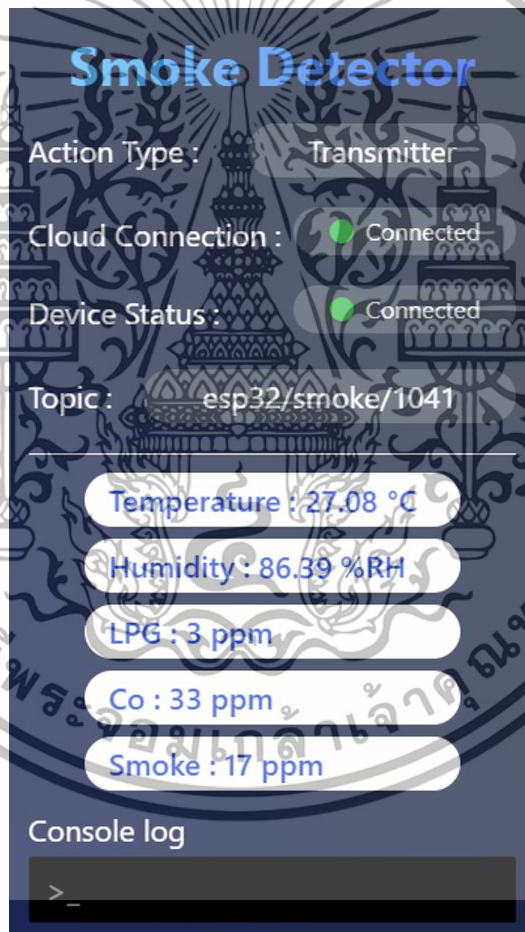 Smoke Detector
Action Type : Transmitter
Cloud Connection : Connected
Device Status : Connected
Topic : esp32/smoke/1041
Temperature : 27.08 °C
Humidity : 86.39 %RH
LPG : 3 ppm
Co : 33 ppm
Smoke : 17 ppm
Console log
>_